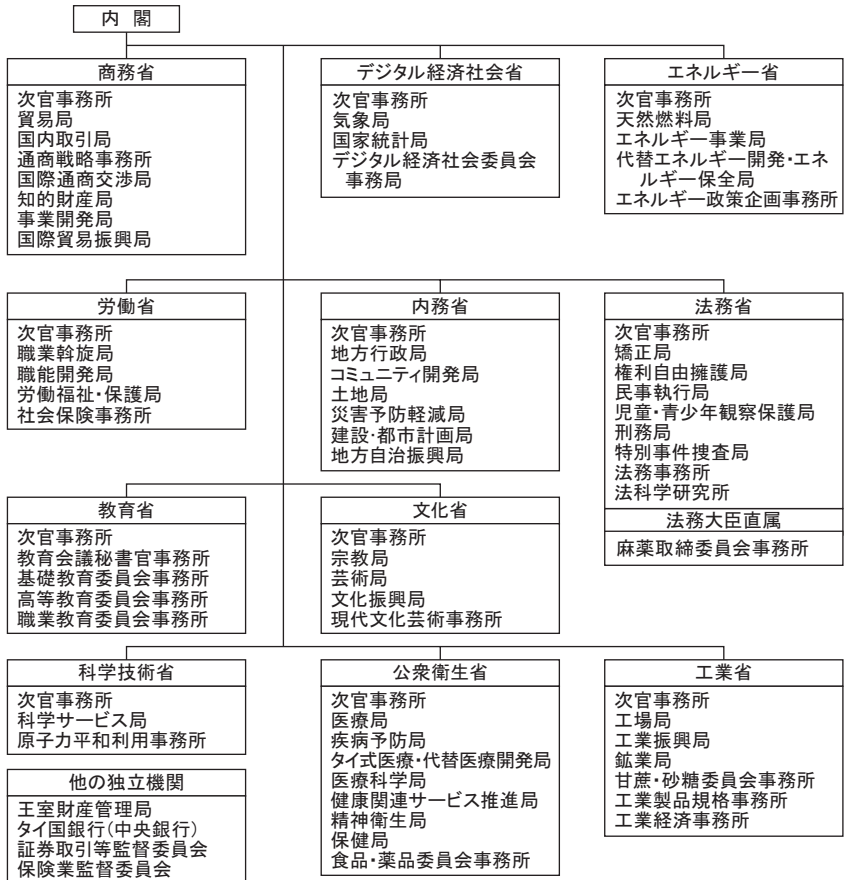 内 閣
商務省
次官事務所
貿易局
国内取引局
通商戦略事務所
国際通商交渉局
知的財産局
事業開発局
国際貿易振興局
デジタル経済社会省
次官事務所
気象局
国家統計局
デジタル経済社会委員会
事務局
エネルギー省
次官事務所
天然燃料局
エネルギー事業局
代替エネルギー開発・エネ
ルギー保全局
エネルギー政策企画事務所
労働省
次官事務所
職業斡旋局
職能開発局
労働福祉・保護局
社会保険事務所
内務省
次官事務所
地方行政局
コミュニティ開発局
土地局
災害予防軽減局
建設・都市計画局
地方自治振興局
法務省
次官事務所
矯正局
権利自由擁護局
民事執行局
児童・青少年観察保護局
刑務局
特別事件捜査局
法務事務所
法科学研究所
法務大臣直属
麻薬取締委員会事務所
教育省
次官事務所
教育会議秘書官事務所
基礎教育委員会事務所
高等教育委員会事務所
職業教育委員会事務所
文化省
次官事務所
宗教局
芸術局
文化振興局
現代文化芸術事務所
科学技術省
次官事務所
科学サービス局
原子力平和利用事務所
他の独立機関
王室財産管理局
タイ国銀行（中央銀行）
証券取引等監督委員会
保険業監督委員会
公衆衛生省
次官事務所
医療局
疾病予防局
タイ式医療・代替医療開発局
医療科学局
健康関連サービス推進局
精神衛生局
保健局
食品・薬品委員会事務所
工業省
次官事務所
工場局
工業振興局
鉱業局
甘蔗・砂糖委員会事務所
工業製品規格事務所
工業経済事務所